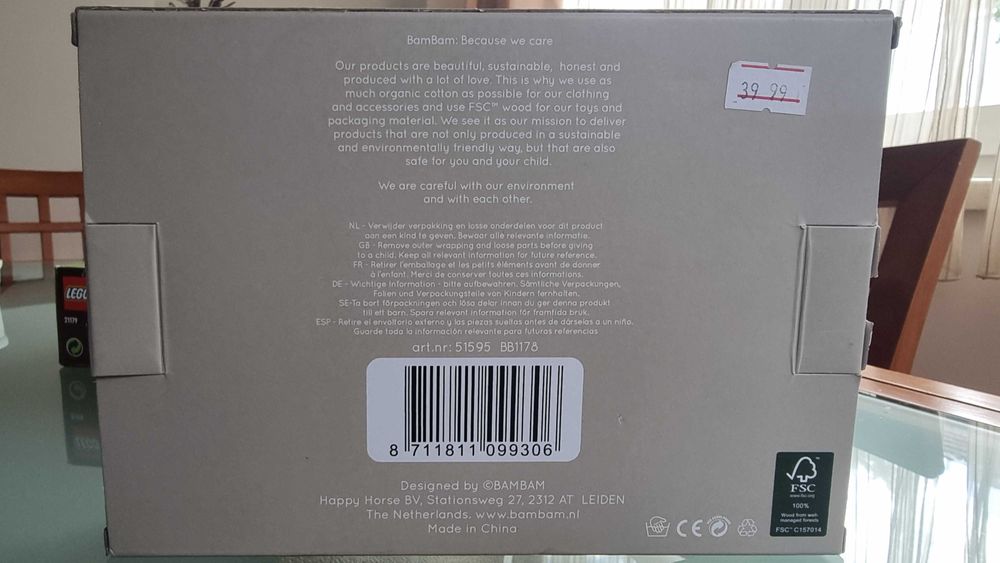 BamBam: Because we care
Our products are beautiful, sustainable, honest and
produced with a lot of love. This is why we use as
much organic cotton as possible for our clothing
and accessories and use FSC™ wood for our toys and
packaging material. We see it as our mission to deliver
products that are not only produced in a sustainable
and environmentally friendly way, but that are also
safe for you and your child.
39 99
We are careful with our environment
and with each other.
NL - Verwijder verpakking en losse onderdelen voor dit product
aan een kind te geven. Bewaar alle relevante informatie.
GB - Remove outer wrapping and loose parts before giving
to a child. Keep all relevant information for future reference.
FR - Retirer l'emballage et les petits éléments avant de donner
à l'enfant. Merci de conserver toutes ces informations.
DE - Wichtige Information - bitte aufbewahren. Sämtliche Verpackungen,
Folien und Verpackungsteile von Kindern fernhalten.
SE-Ta bort förpackningen och lösa delar innan du ger denna produkt
till ett barn. Spara relevant information för framtida bruk.
ESP - Retire el envoltorio externo y las piezas sueltas antes de dárselas a un niño.
Guarde toda la información relevante para futuras referencias
art.nr: 51595 BB1178
8 711811 099306
Designed by ©BAMBAM
Happy Horse BV, Stationsweg 27, 2312 AT LEIDEN
The Netherlands. www.bambam.nl
Made in China
CE
FSC
www.fsc.org
100%
Wood from well-
managed forests
FSC™ C157014
LEGO
21179